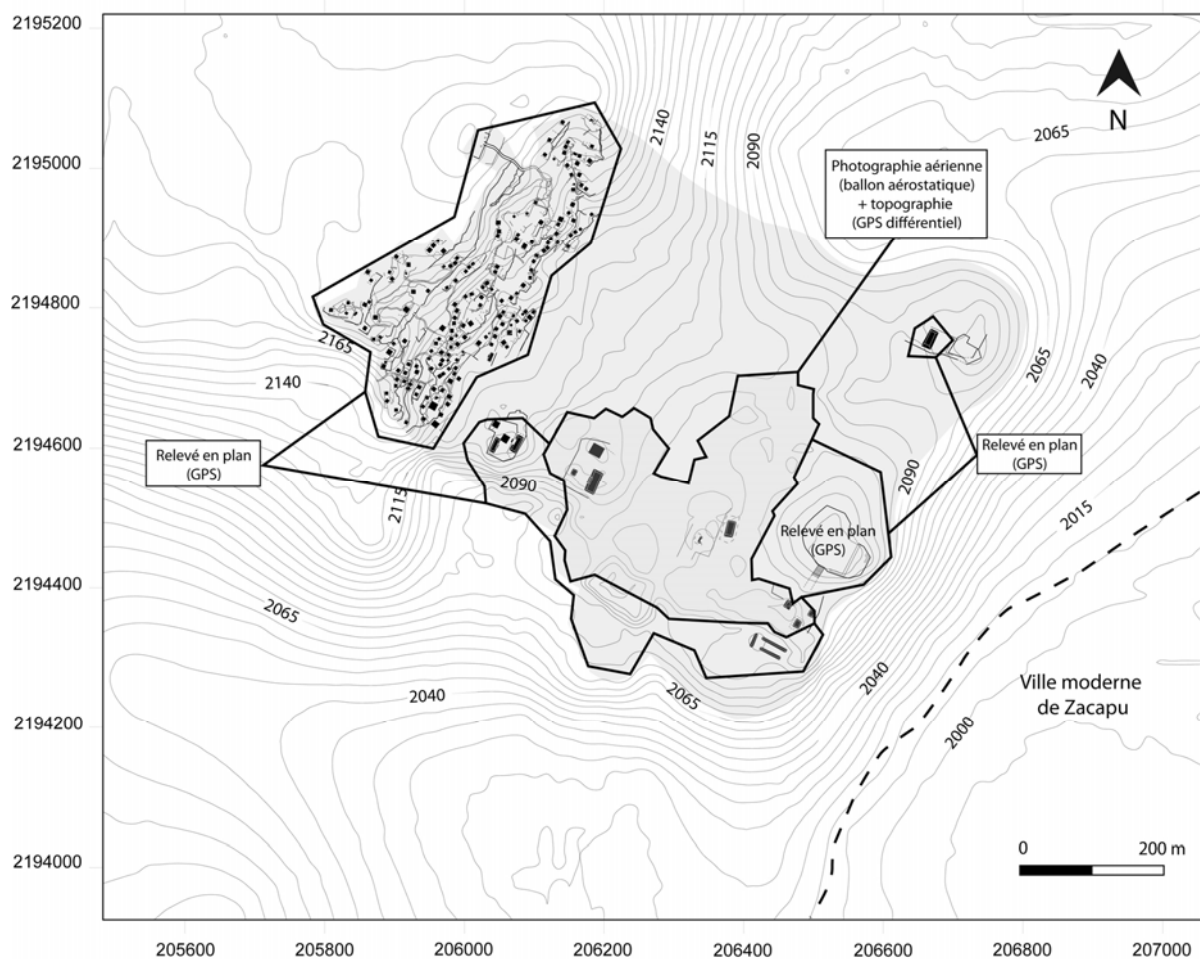 2195200
2195000
2194800
2194600
2194400
2194200
2194000
2140
2115
2090
2065
N
Photographie aérienne
(ballon aérostatique)
+ topographie
(GPS différentiel)
2165
2140
2065
2040
Relevé en plan
(GPS)
2115
2090
Relevé en plan
(GPS)
2090
2015
Relevé en plan
(GPS)
2065
2040
2065
2040
2000
Ville moderne
de Zacapu
0 200 m
205600 205800 206000 206200 206400 206600 206800 207000